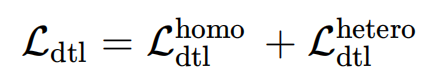 𝓛_dtl = 𝓛_dtl^homo + 𝓛_dtl^hetero